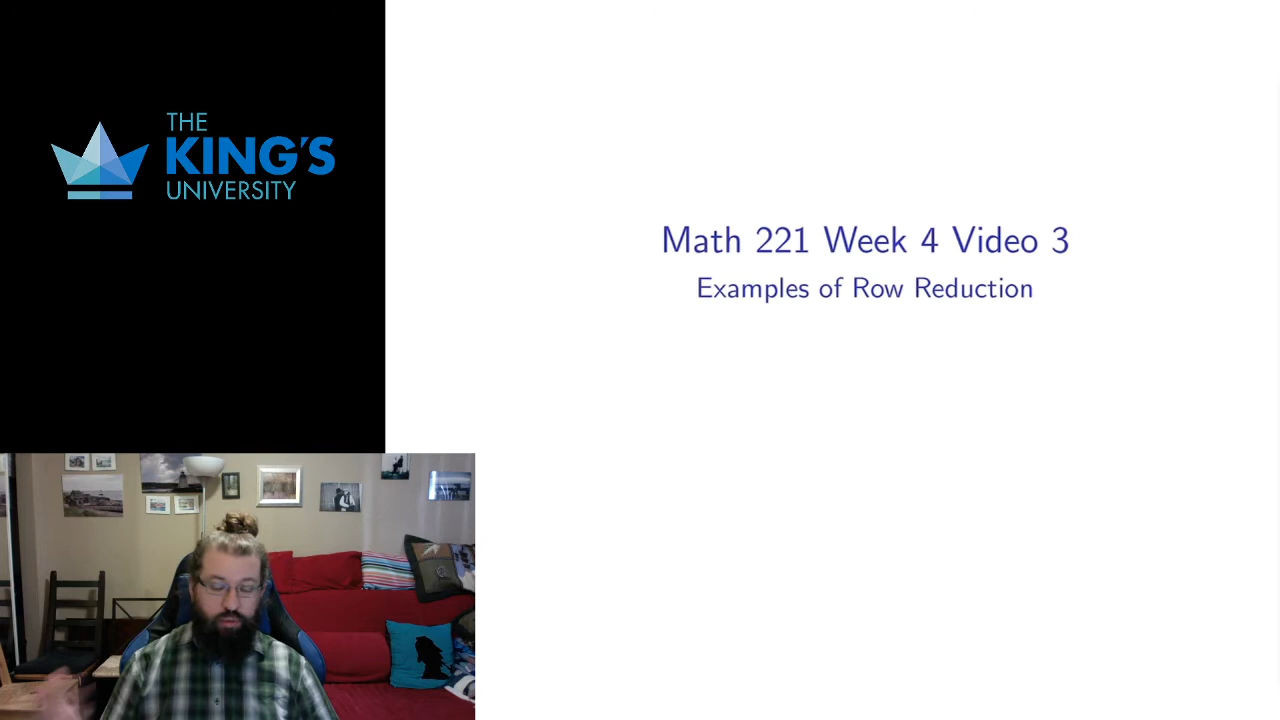 THE
KING'S
UNIVERSITY
Math 221 Week 4 Video 3
Examples of Row Reduction